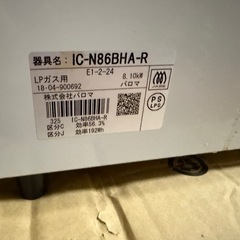 器具名：IC-N86BHA-R
E1-2-24
LPガス用 8.10kW
18-04-900692 パロマ
株式会社パロマ
325 IC-N86BHA-R
区分C 効率56.3%
区分J 効率192Wh
PS
LPG